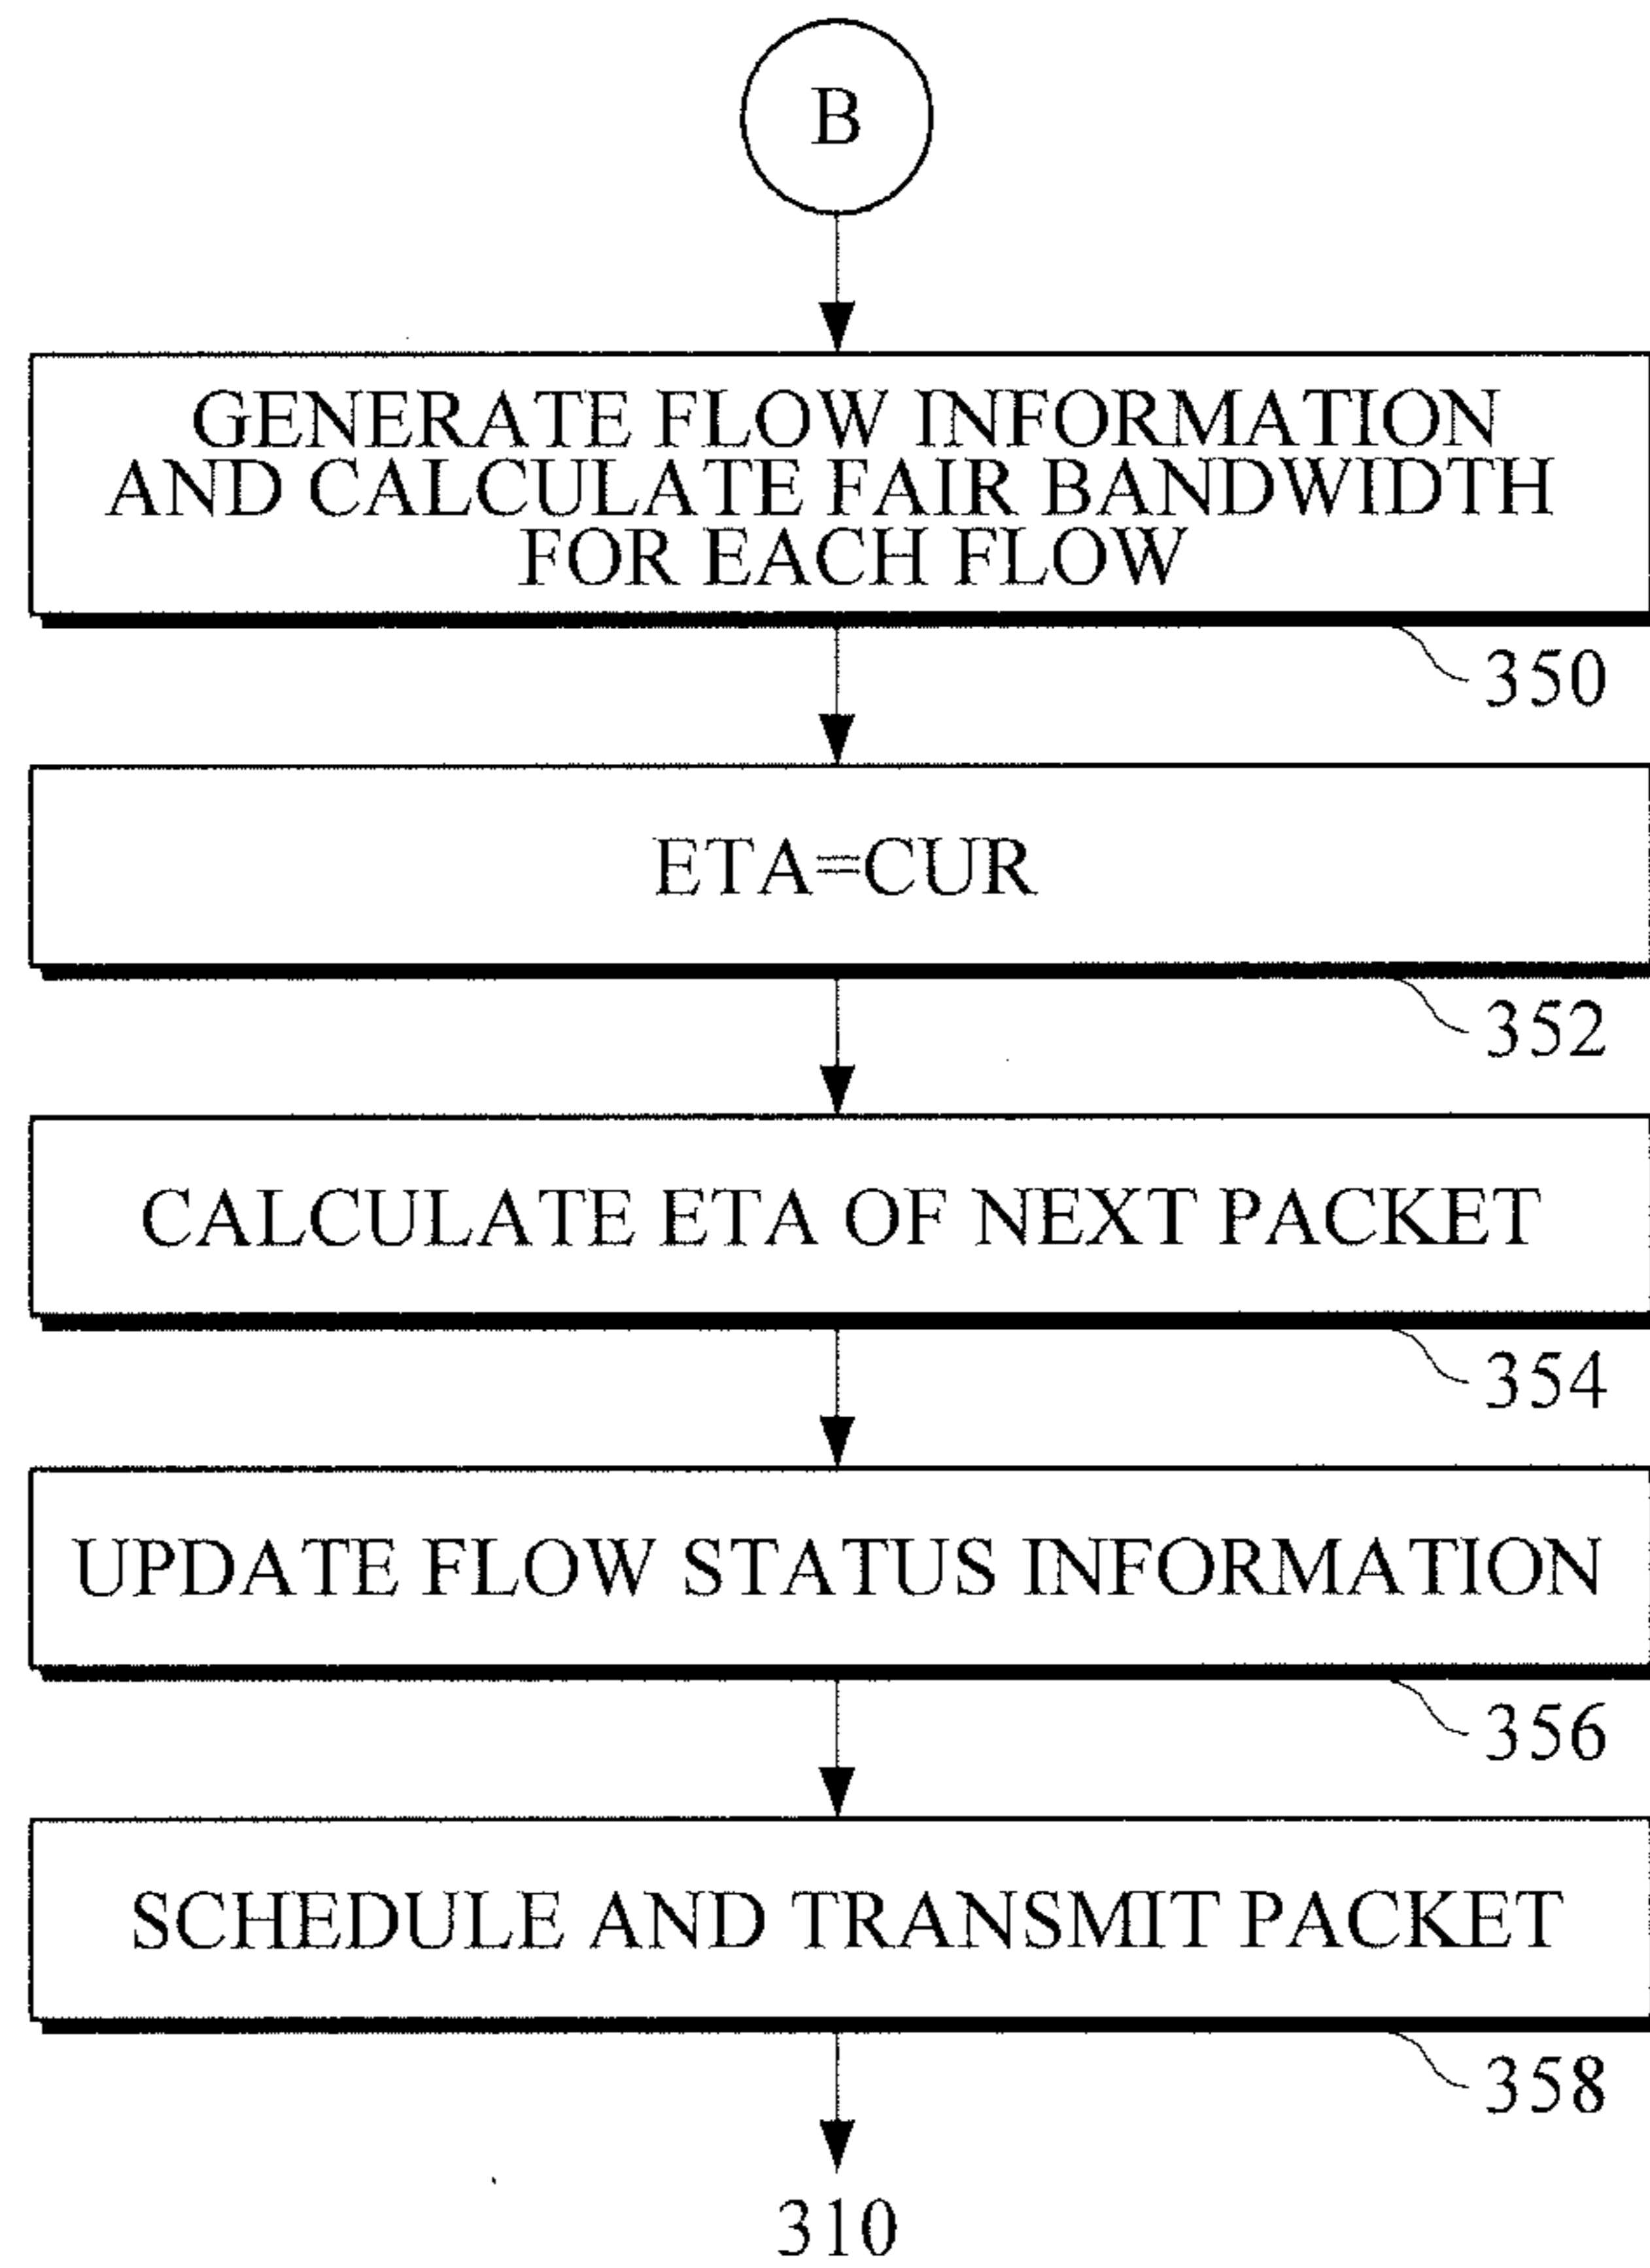 B
GENERATE FLOW INFORMATION
AND CALCULATE FAIR BANDWIDTH
FOR EACH FLOW
350
ETA=CUR
352
CALCULATE ETA OF NEXT PACKET
354
UPDATE FLOW STATUS INFORMATION
356
SCHEDULE AND TRANSMIT PACKET
358
310